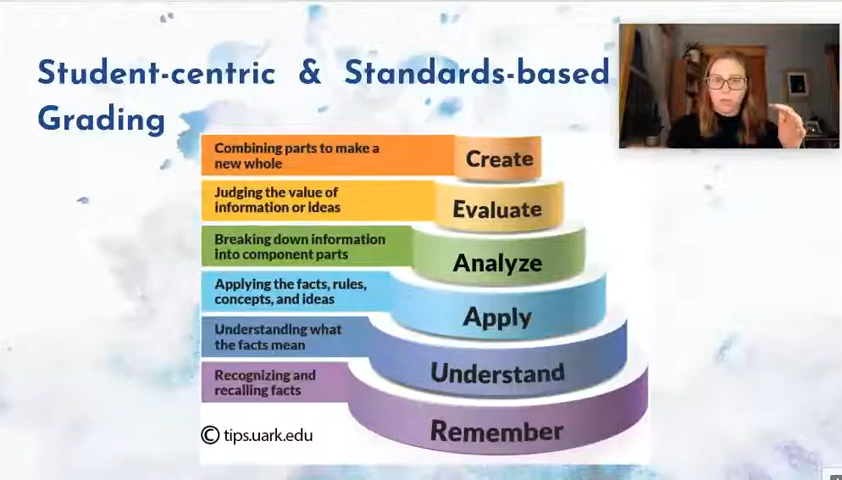 Student-centric & Standards-based
Grading
Combining parts to make a
new whole
Create
Judging the value of
information or ideas
Evaluate
Breaking down information
into component parts
Analyze
Applying the facts, rules,
concepts, and ideas
Apply
Understanding what
the facts mean
Understand
Recognizing and
recalling facts
Remember
© tips.uark.edu